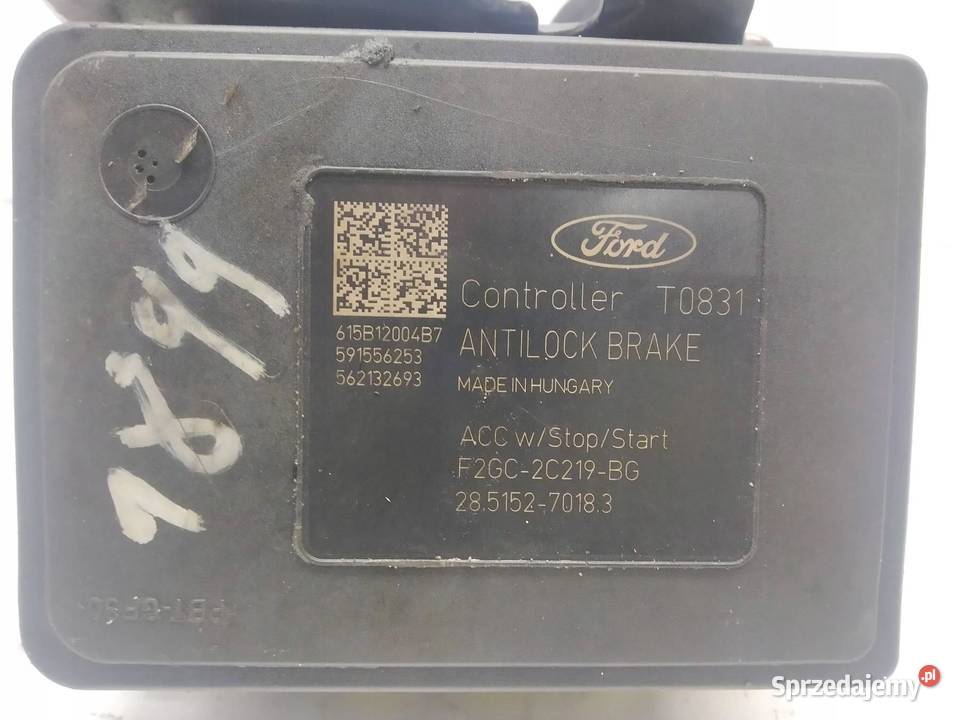 Ford
Controller T0831
615B12004B7
591556253
562132693
ANTILOCK BRAKE
MADE IN HUNGARY
ACC w/Stop/Start
F2GC-2C219-BG
28.5152-7018.3
7899
Sprzedajemy.pl